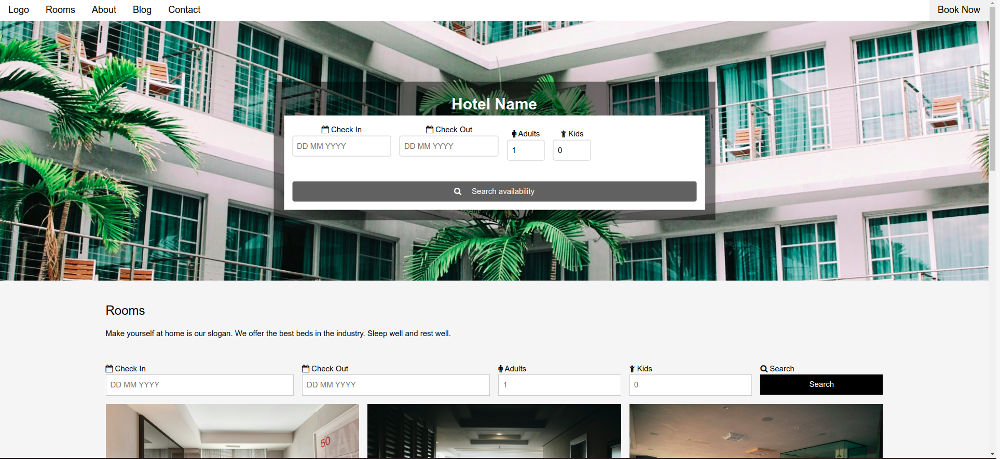 Logo Rooms About Blog Contact Book Now
Hotel Name
Check In Check Out Adults Kids
DD MM YYYY DD MM YYYY 1 0
Search availability
Rooms
Make yourself at home is our slogan. We offer the best beds in the industry. Sleep well and rest well.
Check In Check Out Adults Kids Search
DD MM YYYY DD MM YYYY 1 0 Search
50